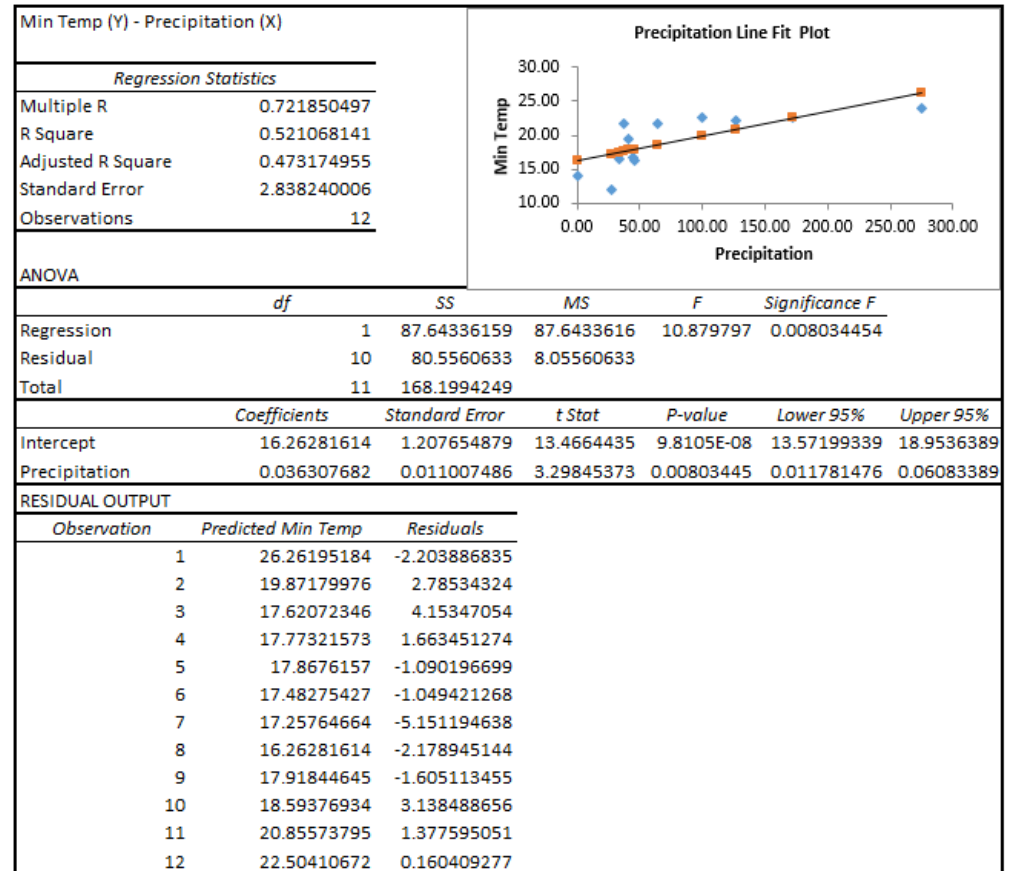 Min Temp (Y) - Precipitation (X)
Regression Statistics
Multiple R 0.721850497
R Square 0.521068141
Adjusted R Square 0.473174955
Standard Error 2.838240006
Observations 12
Precipitation Line Fit Plot
30.00
25.00
20.00
15.00
10.00
Min Temp
0.00 50.00 100.00 150.00 200.00 250.00 300.00
Precipitation
ANOVA
df SS MS F Significance F
Regression 1 87.64336159 87.6433616 10.879797 0.008034454
Residual 10 80.5560633 8.05560633
Total 11 168.1994249
Coefficients Standard Error t Stat P-value Lower 95% Upper 95%
Intercept 16.26281614 1.207654879 13.4664435 9.8105E-08 13.57199339 18.9536389
Precipitation 0.036307682 0.011007486 3.29845373 0.00803445 0.011781476 0.06083389
RESIDUAL OUTPUT
Observation Predicted Min Temp Residuals
1 26.26195184 -2.203886835
2 19.87179976 2.78534324
3 17.62072346 4.15347054
4 17.77321573 1.663451274
5 17.8676157 -1.090196699
6 17.48275427 -1.049421268
7 17.25764664 -5.151194638
8 16.26281614 -2.178945144
9 17.91844645 -1.605113455
10 18.59376934 3.138488656
11 20.85573795 1.377595051
12 22.50410672 0.160409277